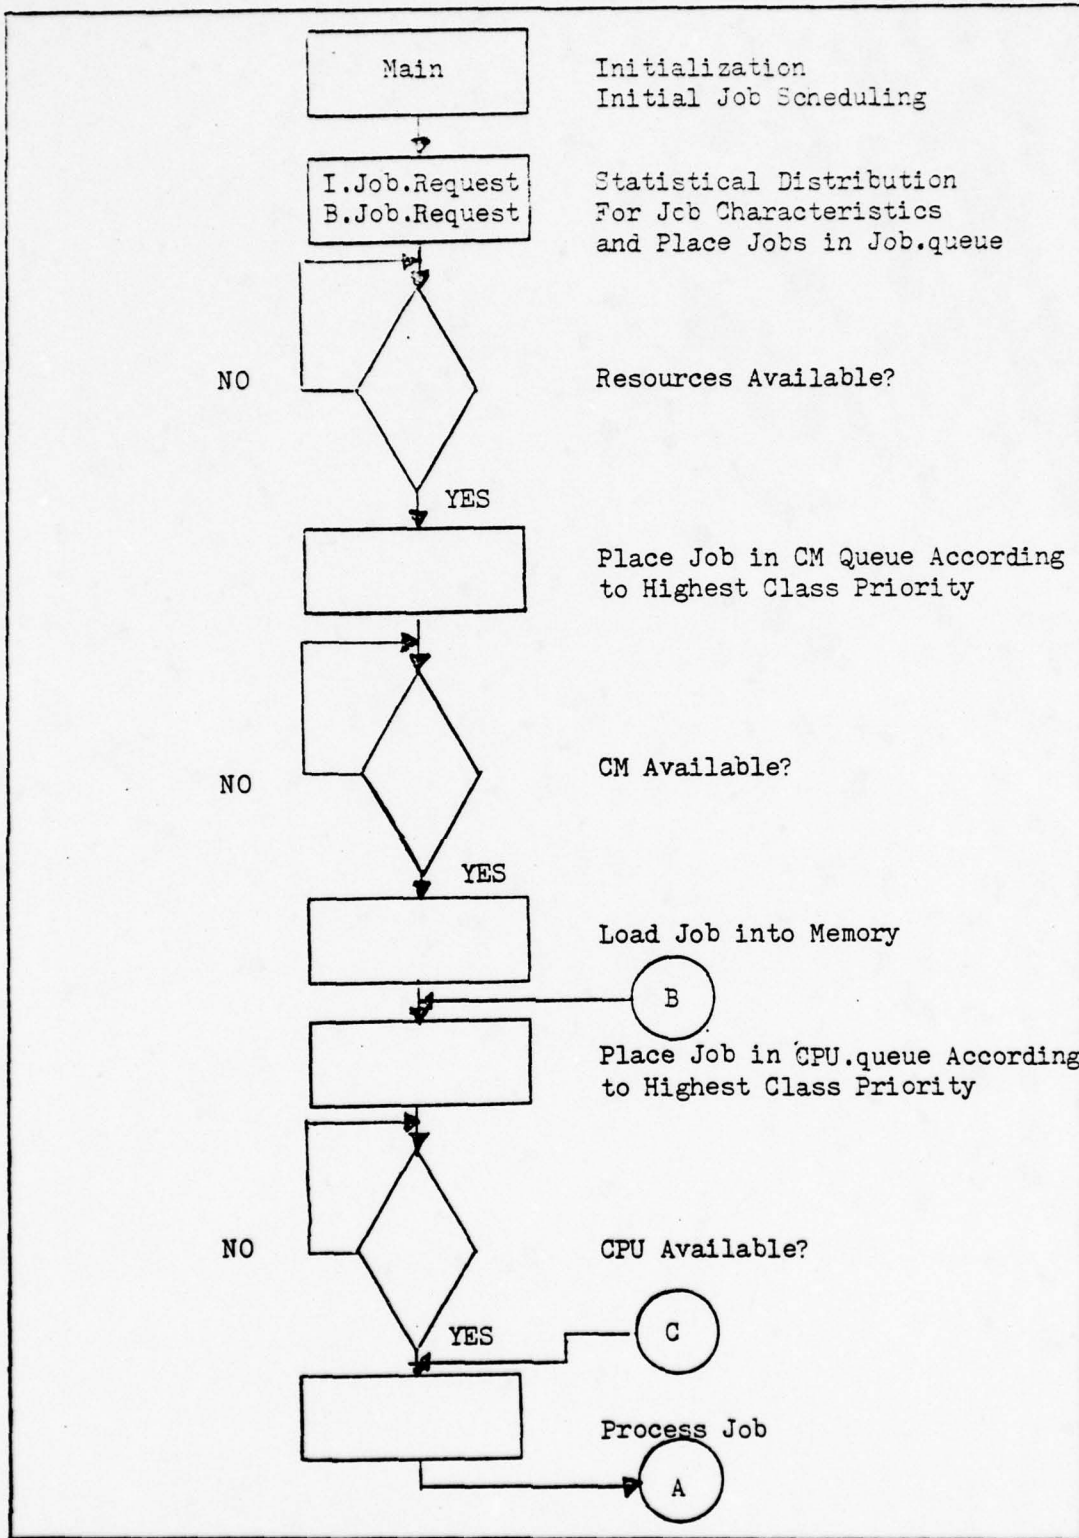 Main
Initialization
Initial Job Scheduling
I.Job.Request
B.Job.Request
Statistical Distribution
For Job Characteristics
and Place Jobs in Job.queue
NO
Resources Available?
YES
Place Job in CM Queue According
to Highest Class Priority
NO
CM Available?
YES
Load Job into Memory
B
Place Job in CPU.queue According
to Highest Class Priority
NO
CPU Available?
YES
C
Process Job
A